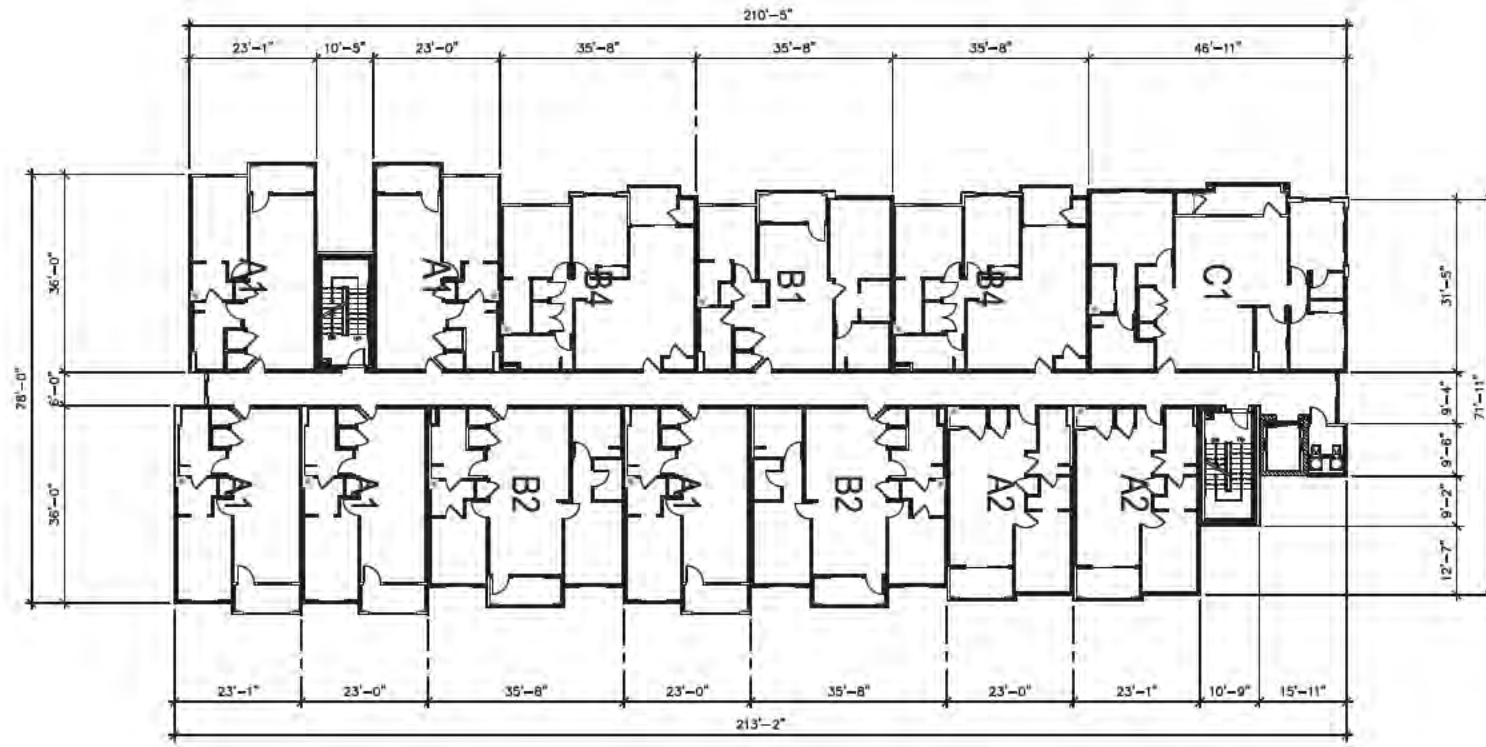 210'-5"
23'-1" 10'-5" 23'-0" 35'-8" 35'-8" 35'-8" 46'-11"
A1 A1 B4 B1 B4 C1
36'-0" 31'-5"
78'-0" 6'-0" 9'-4" 71'-11"
A1 A1 B2 A1 B2 A2 A2
36'-0" 9'-6"
9'-2"
12'-7"
23'-1" 23'-0" 35'-8" 23'-0" 35'-8" 23'-0" 23'-1" 10'-9" 15'-11"
213'-2"